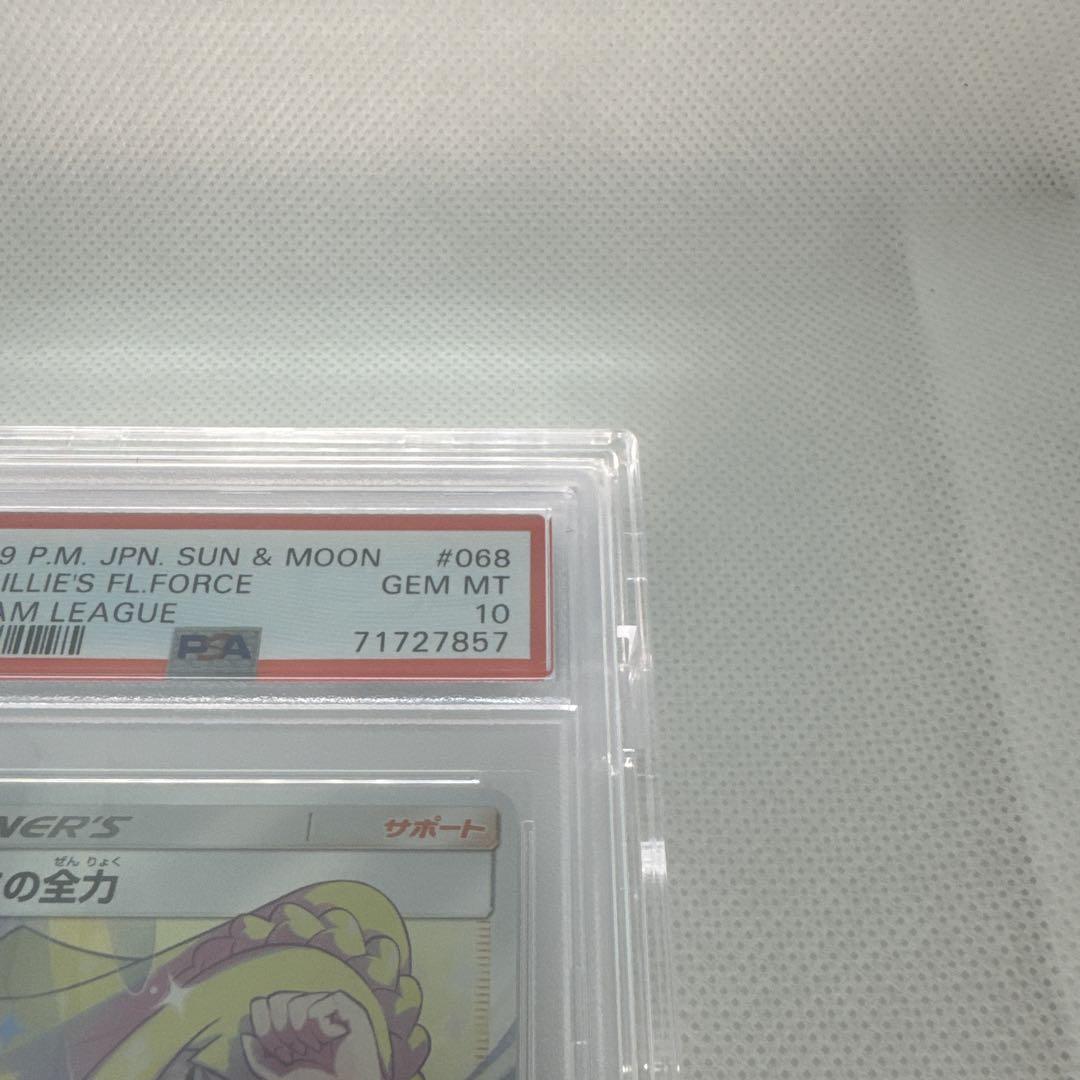 9 P.M. JPN. SUN & MOON #068
ILLIE'S FL.FORCE GEM MT
AM LEAGUE 10
PSA 71727857
NER'S サポート
ぜんりょく
の全力